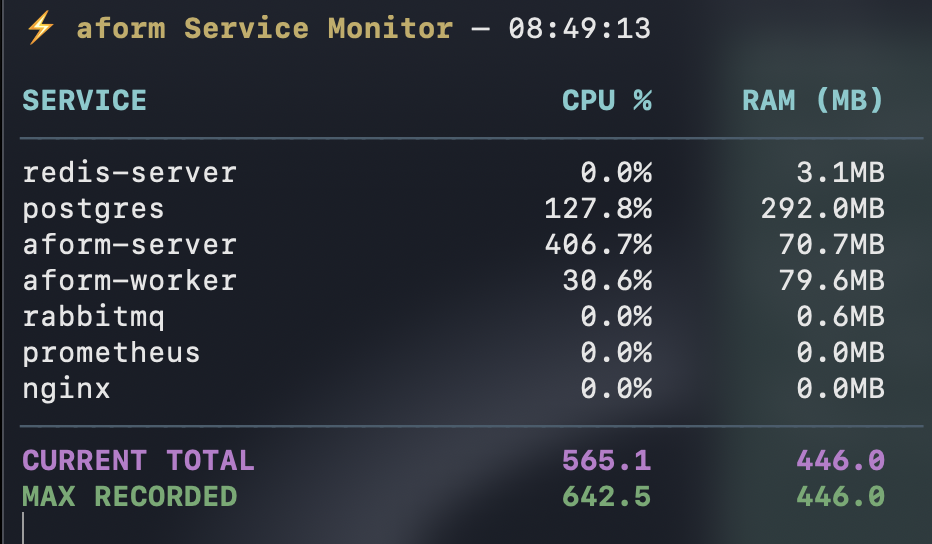 ⚡ aform Service Monitor — 08:49:13
SERVICE CPU % RAM (MB)
redis-server 0.0% 3.1MB
postgres 127.8% 292.0MB
aform-server 406.7% 70.7MB
aform-worker 30.6% 79.6MB
rabbitmq 0.0% 0.6MB
prometheus 0.0% 0.0MB
nginx 0.0% 0.0MB
CURRENT TOTAL 565.1 446.0
MAX RECORDED 642.5 446.0